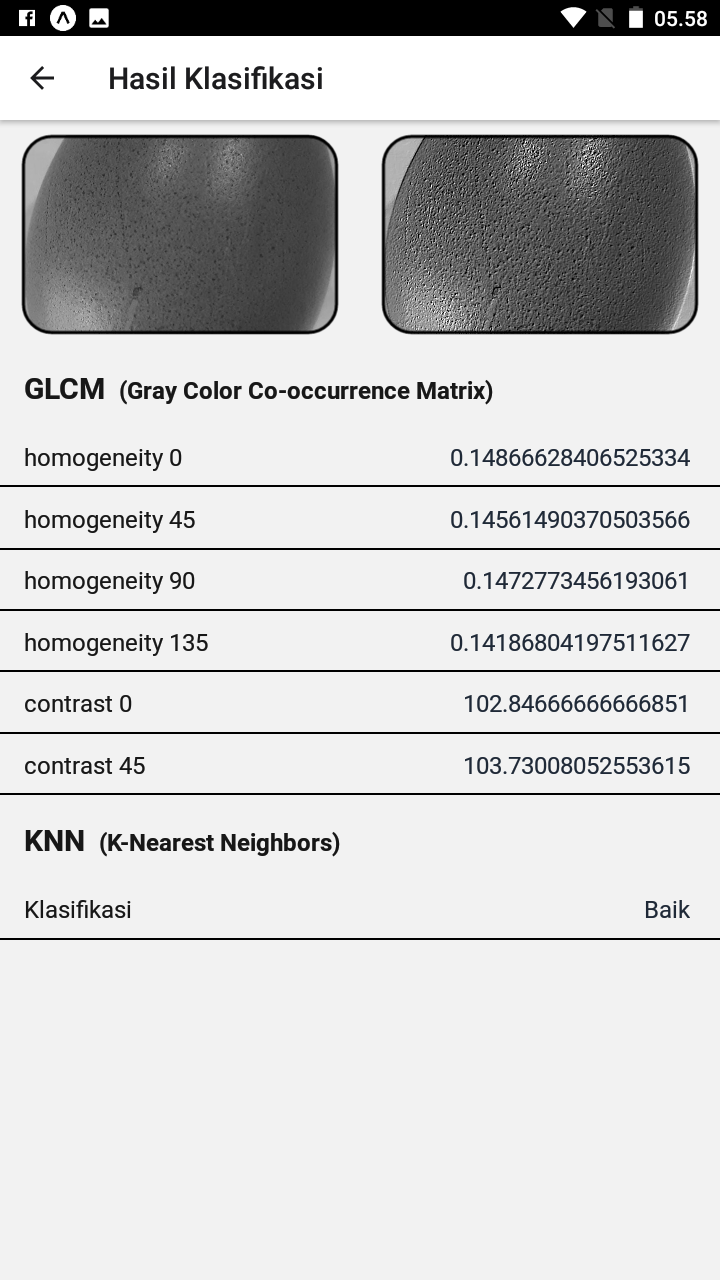 05.58
Hasil Klasifikasi
GLCM (Gray Color Co-occurrence Matrix)
homogeneity 0 0.14866628406525334
homogeneity 45 0.14561490370503566
homogeneity 90 0.1472773456193061
homogeneity 135 0.14186804197511627
contrast 0 102.84666666666851
contrast 45 103.73008052553615
KNN (K-Nearest Neighbors)
Klasifikasi Baik